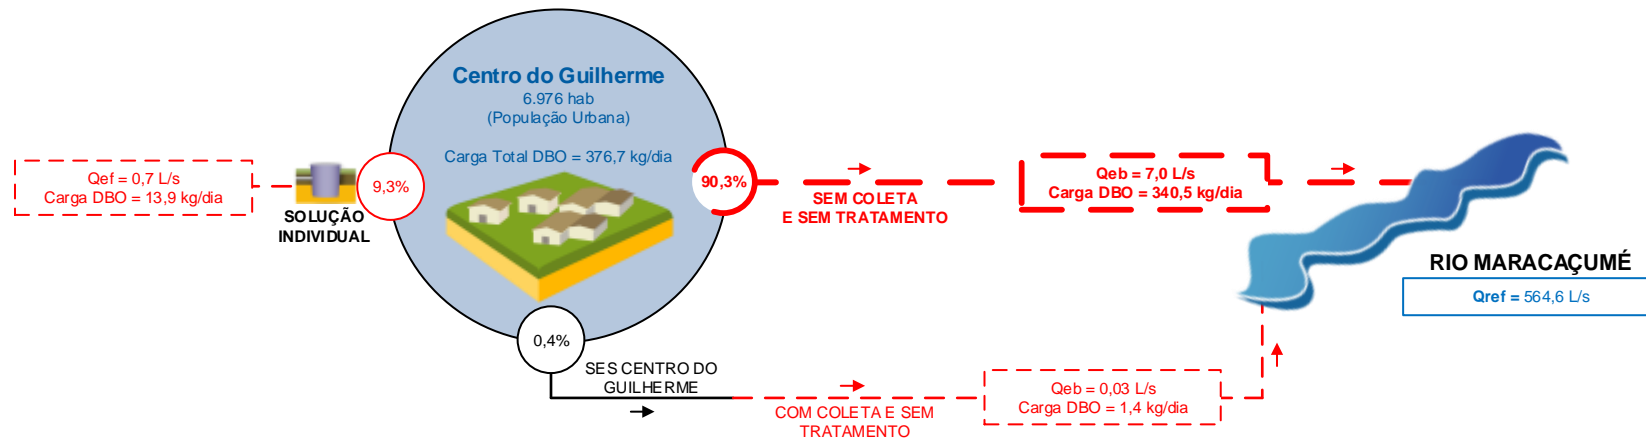 Centro do Guilherme
6.976 hab
(População Urbana)
Carga Total DBO = 376,7 kg/dia
Qef = 0,7 L/s
Carga DBO = 13,9 kg/dia
SOLUÇÃO
INDIVIDUAL
9,3%
90,3%
SEM COLETA
E SEM TRATAMENTO
Qeb = 7,0 L/s
Carga DBO = 340,5 kg/dia
RIO MARACAÇUMÉ
Qref = 564,6 L/s
0,4%
SES CENTRO DO
GUILHERME
COM COLETA E SEM
TRATAMENTO
Qeb = 0,03 L/s
Carga DBO = 1,4 kg/dia